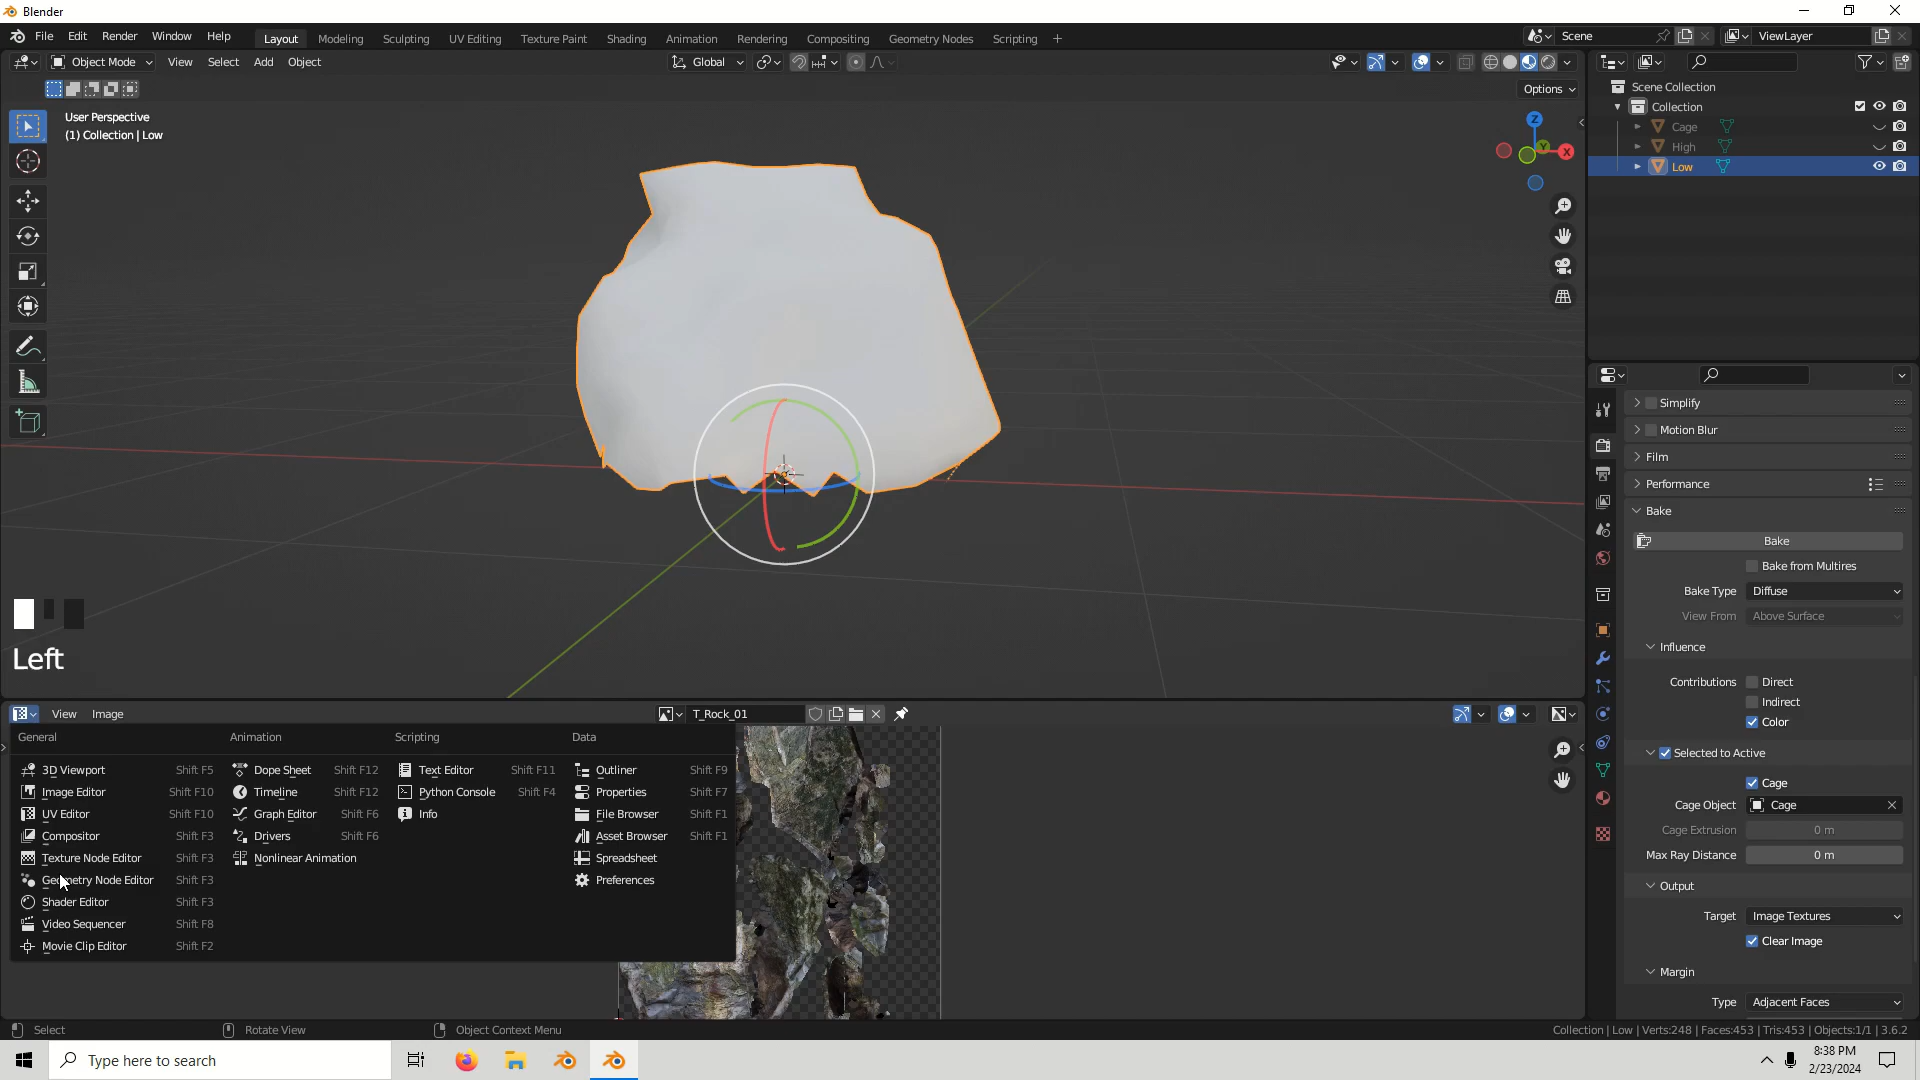 Blender
File Edit Render Window Help Layout Modeling Sculpting UV Editing Texture Paint Shading Animation Rendering Compositing Geometry Nodes Scripting + Scene ViewLayer
Object Mode View Select Add Object Global
Options
User Perspective
(1) Collection | Low
Z
Y
X
Scene Collection
Collection
Cage
High
Low
Left
Simplify
Motion Blur
Film
Performance
Bake
Bake
Bake from Multires
Bake Type Diffuse
View From Above Surface
Influence
Contributions Direct
Indirect
Color
Selected to Active
Cage
Cage Object Cage
Cage Extrusion 0 m
Max Ray Distance 0 m
Output
Target Image Textures
Clear Image
Margin
Type Adjacent Faces
View Image T_Rock_01
General Animation Scripting Data
3D Viewport Shift F5 Dope Sheet Shift F12 Text Editor Shift F11 Outliner Shift F9
Image Editor Shift F10 Timeline Shift F12 Python Console Shift F4 Properties Shift F7
UV Editor Shift F10 Graph Editor Shift F6 Info File Browser Shift F1
Compositor Shift F3 Drivers Shift F6 Asset Browser Shift F1
Texture Node Editor Shift F3 Nonlinear Animation Spreadsheet
Geometry Node Editor Shift F3 Preferences
Shader Editor Shift F3
Video Sequencer Shift F8
Movie Clip Editor Shift F2
Select Rotate View Object Context Menu Collection | Low | Verts:248 | Faces:453 | Tris:453 | Objects:1/1 | 3.6.2
Type here to search
8:38 PM
2/23/2024